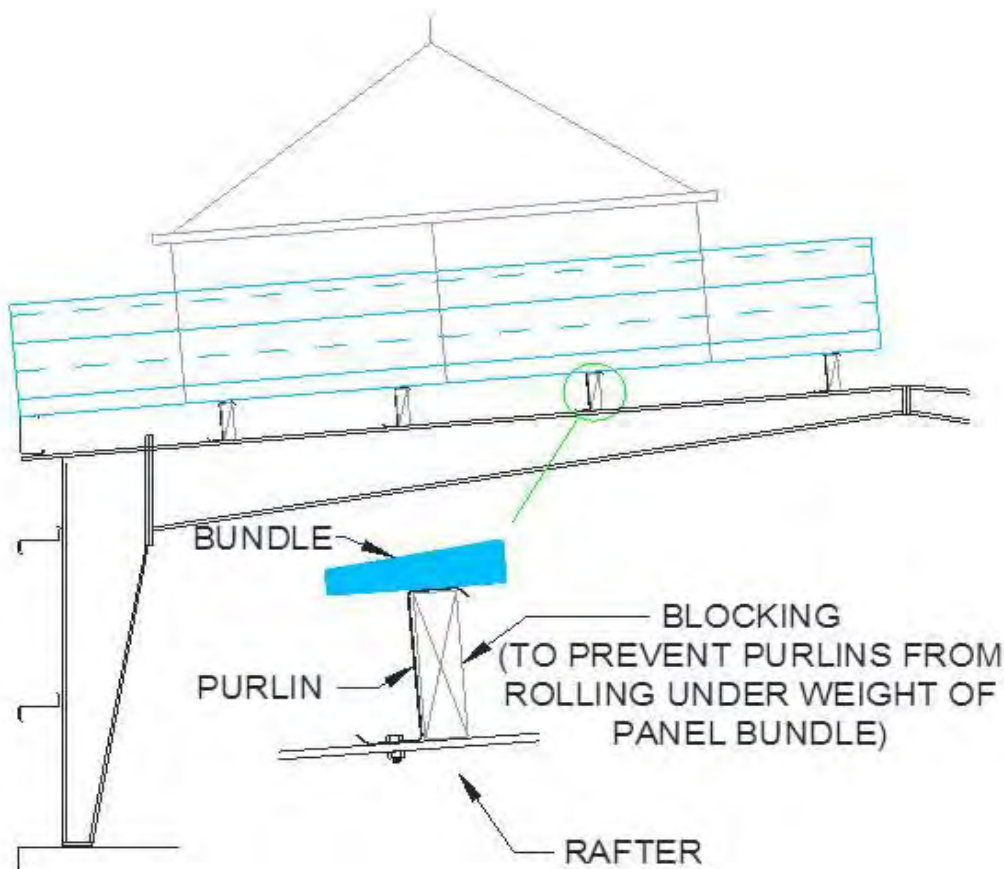 BUNDLE
PURLIN
BLOCKING
(TO PREVENT PURLINS FROM
ROLLING UNDER WEIGHT OF
PANEL BUNDLE)
RAFTER